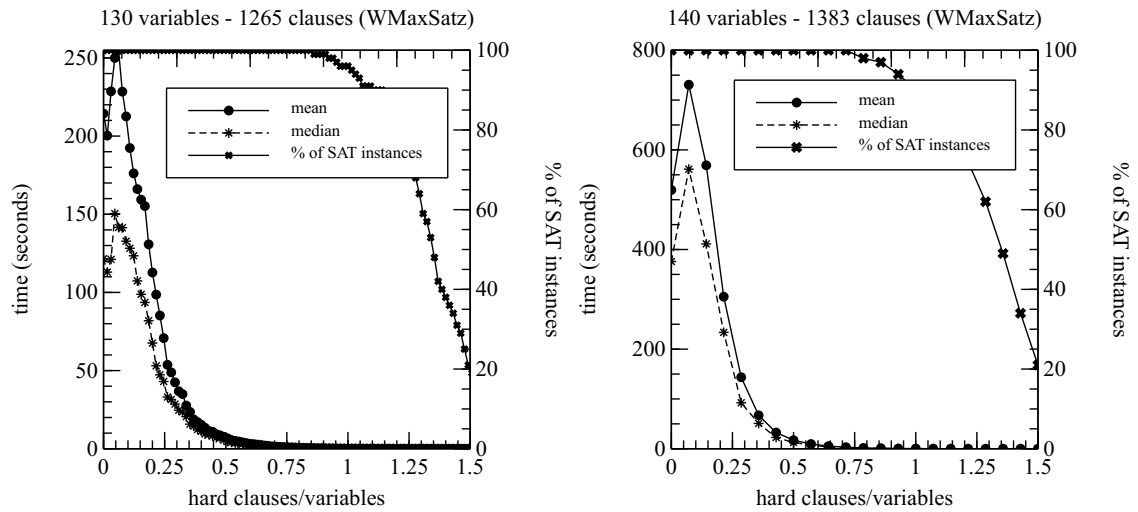 130 variables - 1265 clauses (WMaxSatz)
250
200
150
100
50
0
time (seconds)
mean
median
% of SAT instances
100
80
60
40
20
0
% of SAT
instances
0
0.25
0.5
0.75
1
1.25
1.5
hard clauses/variables
140 variables - 1383 clauses (WMaxSatz)
800
600
400
200
0
time (seconds)
mean
median
% of SAT instances
100
80
60
40
20
0
% of SAT
instances
0
0.25
0.5
0.75
1
1.25
1.5
hard clauses/variables